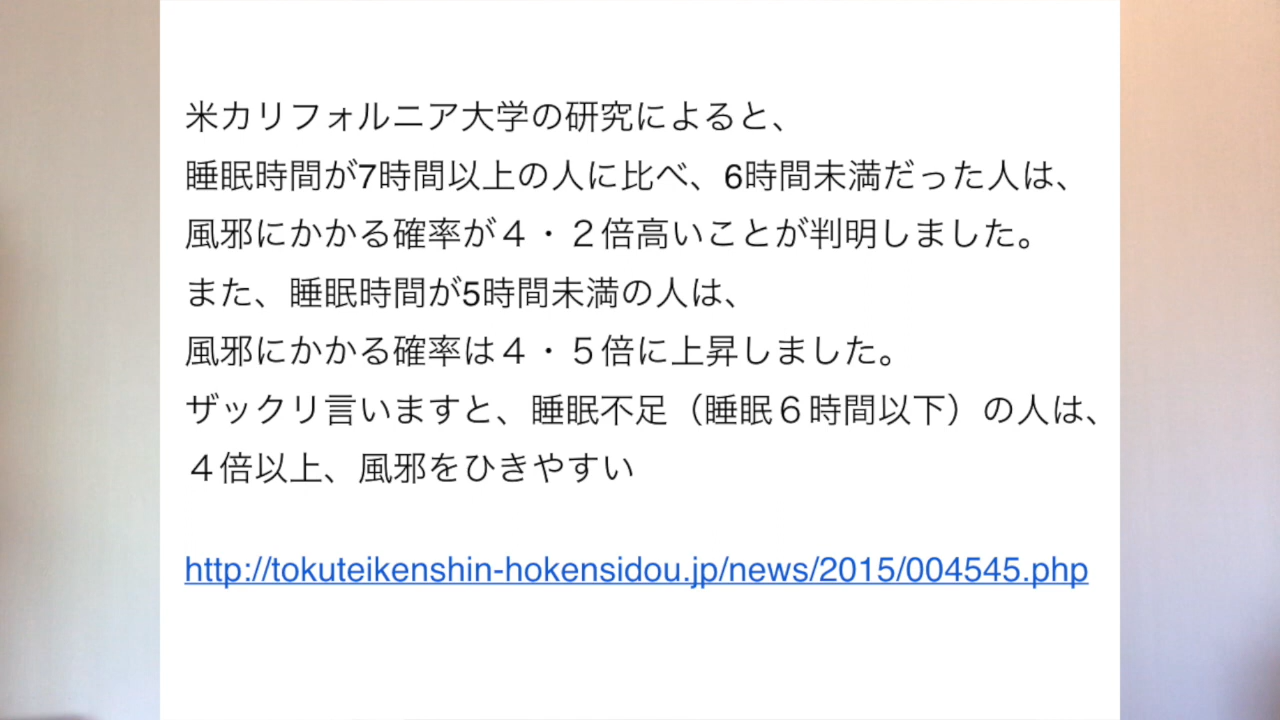 米カリフォルニア大学の研究によると、
睡眠時間が7時間以上の人に比べ、6時間未満だった人は、
風邪にかかる確率が４・２倍高いことが判明しました。
また、睡眠時間が5時間未満の人は、
風邪にかかる確率は４・５倍に上昇しました。
ザックリ言いますと、睡眠不足（睡眠６時間以下）の人は、
４倍以上、風邪をひきやすい
http://tokuteikenshin-hokensidou.jp/news/2015/004545.php